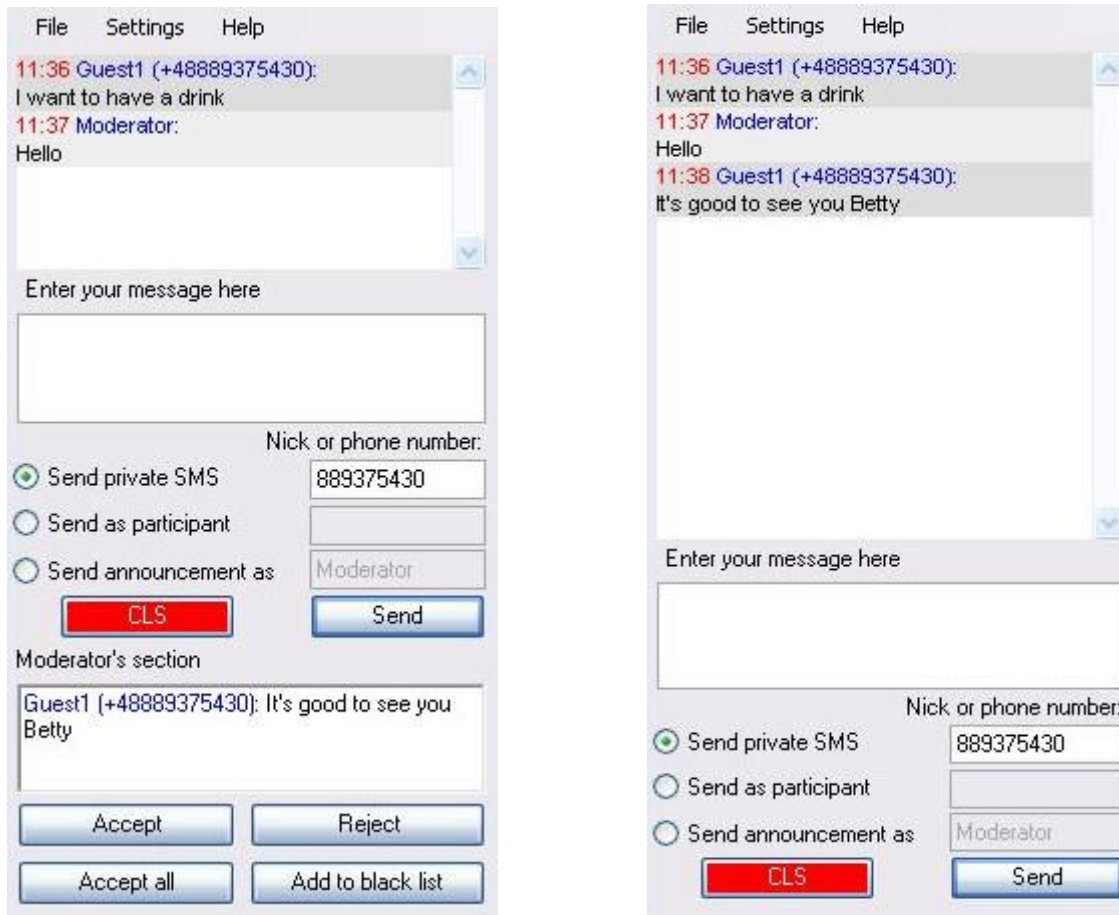 File Settings Help
11:36 Guest1 (+48889375430):
I want to have a drink
11:37 Moderator:
Hello
Enter your message here
Nick or phone number:
Send private SMS 889375430
Send as participant
Send announcement as Moderator
CLS Send
Moderator's section
Guest1 (+48889375430): It's good to see you
Betty
Accept Reject
Accept all Add to black list
File Settings Help
11:36 Guest1 (+48889375430):
I want to have a drink
11:37 Moderator:
Hello
11:38 Guest1 (+48889375430):
It's good to see you Betty
Enter your message here
Nick or phone number:
Send private SMS 889375430
Send as participant
Send announcement as Moderator
CLS Send